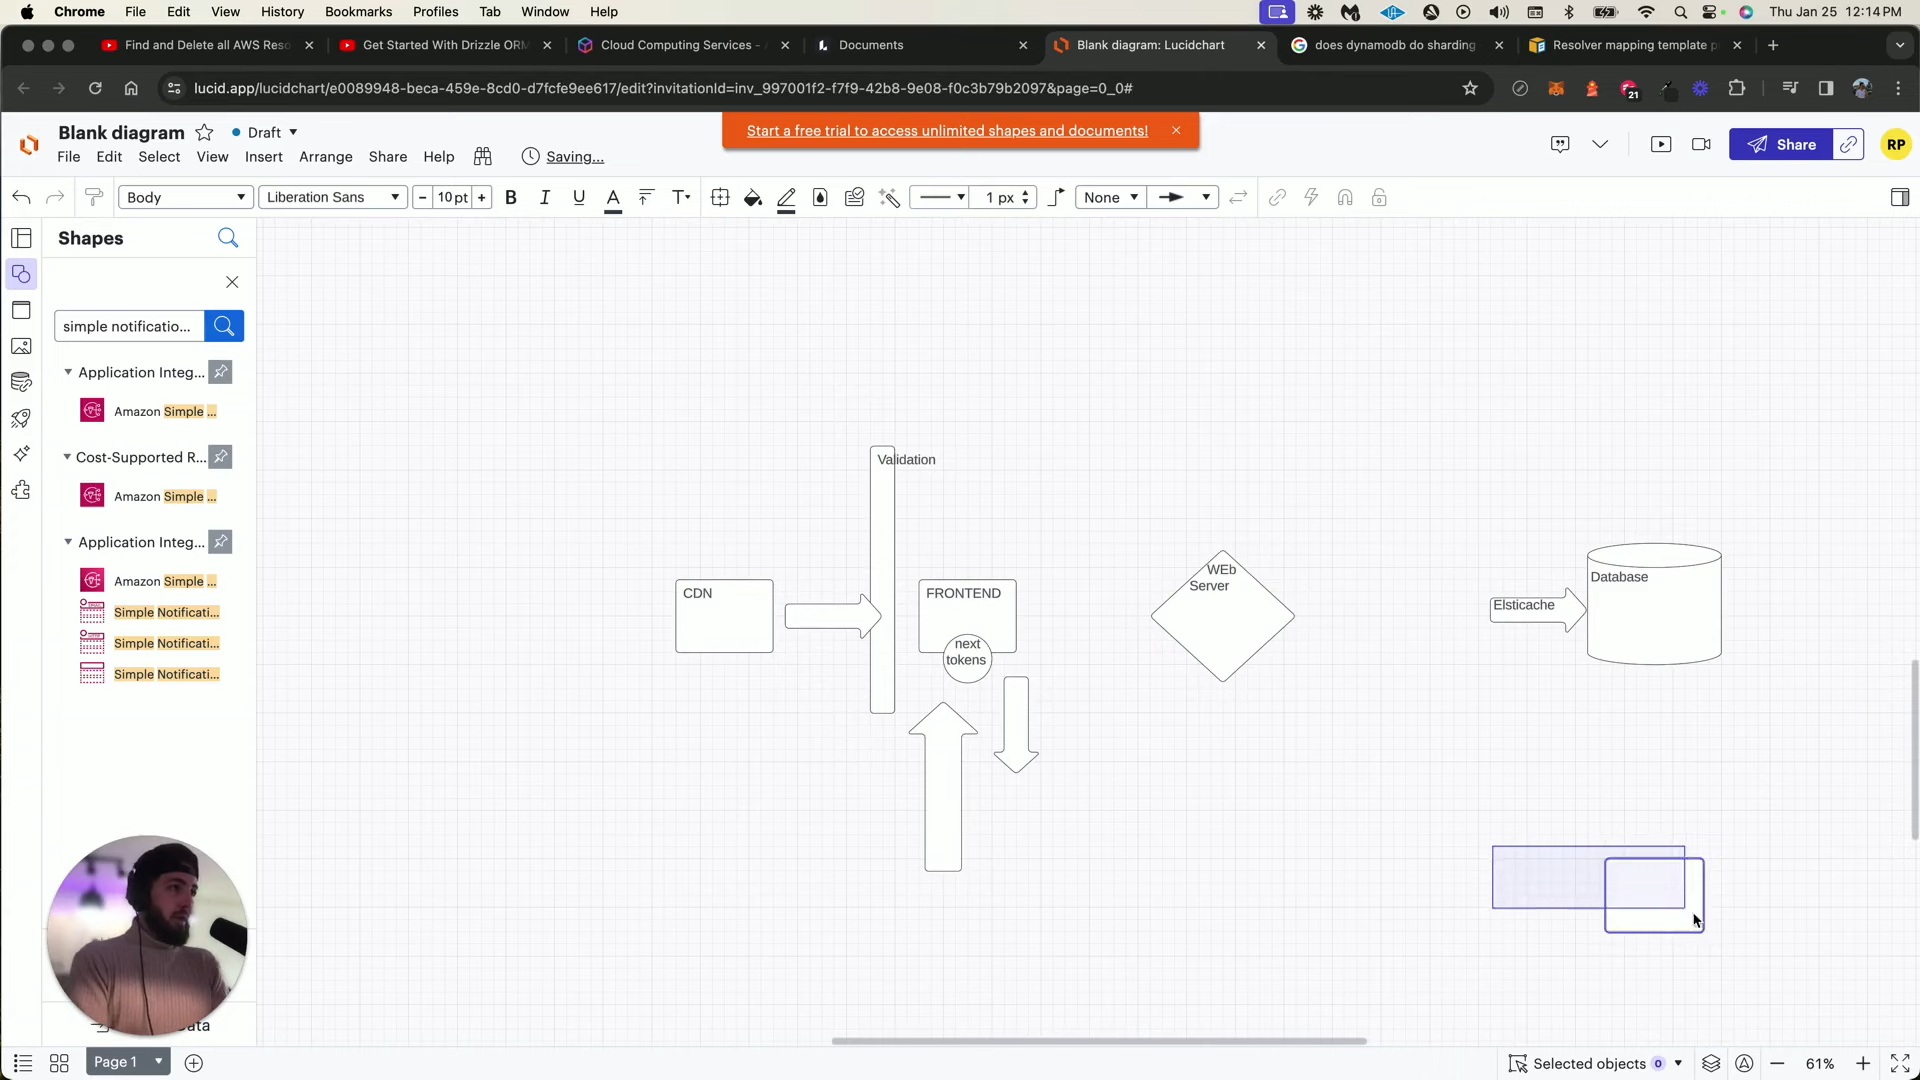 Chrome File Edit View History Bookmarks Profiles Tab Window Help Thu Jan 25 12:14 PM
Find and Delete all AWS Reso
Get Started With Drizzle ORM
Cloud Computing Services -
Documents
Blank diagram: Lucidchart
does dynamodb do sharding
Resolver mapping template p
lucid.app/lucidchart/e0089948-beca-459e-8cd0-d7fcfe9ee617/edit?invitationId=inv_997001f2-f7f9-42b8-9e08-f0c3b79b2097&page=0_0#
21
Blank diagram
Draft
Start a free trial to access unlimited shapes and documents!
Share
RP
File Edit Select View Insert Arrange Share Help Saving...
Body Liberation Sans - 10 pt + B I U A T 1 px None
Shapes
simple notificatio...
Application Integ...
Amazon Simple ...
Cost-Supported R...
Amazon Simple ...
Application Integ...
Amazon Simple ...
Simple Notificati...
Simple Notificati...
Simple Notificati...
Validation
CDN
FRONTEND
next
tokens
WEb
Server
Elsticache
Database
Page 1
Selected objects 0
61%